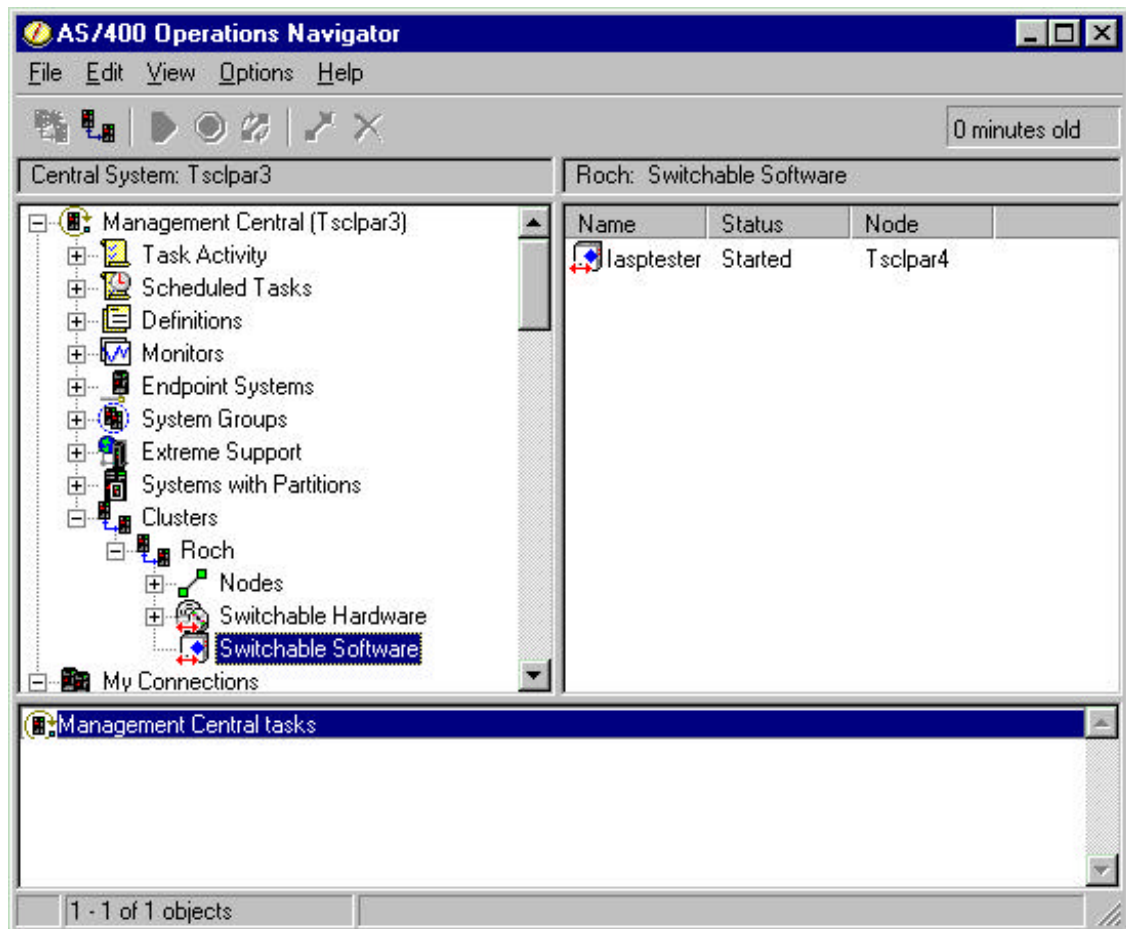 AS/400 Operations Navigator
File Edit View Options Help
0 minutes old
Central System: Tsclpar3
Roch: Switchable Software
Management Central (Tsclpar3)
Task Activity
Scheduled Tasks
Definitions
Monitors
Endpoint Systems
System Groups
Extreme Support
Systems with Partitions
Clusters
Roch
Nodes
Switchable Hardware
Switchable Software
My Connections
Name Status Node
Iasptester Started Tsclpar4
Management Central tasks
1 - 1 of 1 objects